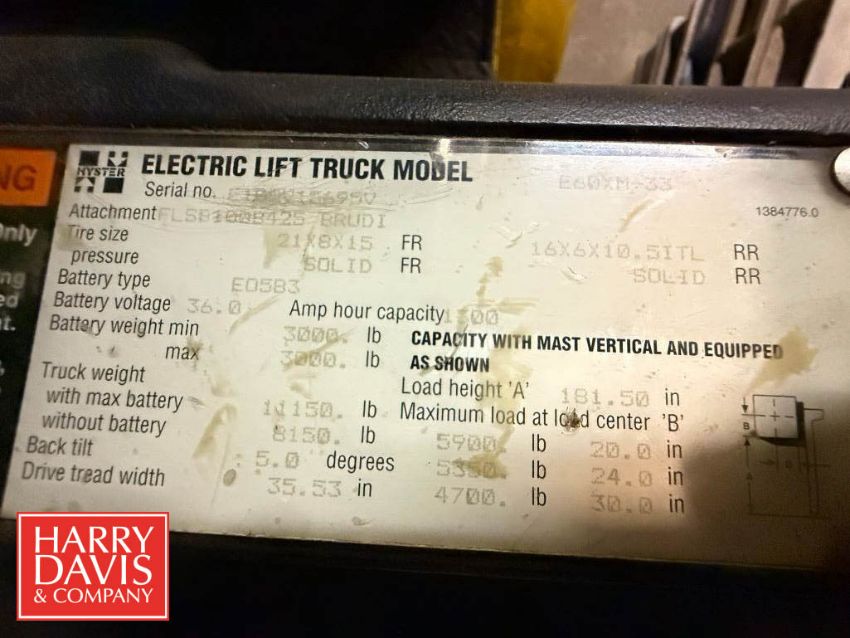 HYSTER ELECTRIC LIFT TRUCK MODEL E60XM-33
Serial no.
1384776.0
Attachment FLSB100B425 BRUDI
Tire size 21X8X15 FR 16X6X10.5ITL RR
pressure SOLID FR SOLID RR
Battery type E0583
Battery voltage 36.0 Amp hour capacity
Battery weight min 3000. lb CAPACITY WITH MAST VERTICAL AND EQUIPPED
max 3000. lb AS SHOWN
Truck weight Load height 'A' 181.50 in
with max battery 11150. lb Maximum load at load center 'B'
without battery 8150. lb 5900. lb 20.0 in
Back tilt 5.0 degrees 5350. lb 24.0 in
Drive tread width 35.53 in 4700. lb 30.0 in
B
A
NG
Only
ng
ed
t.
HARRY
DAVIS
& COMPANY